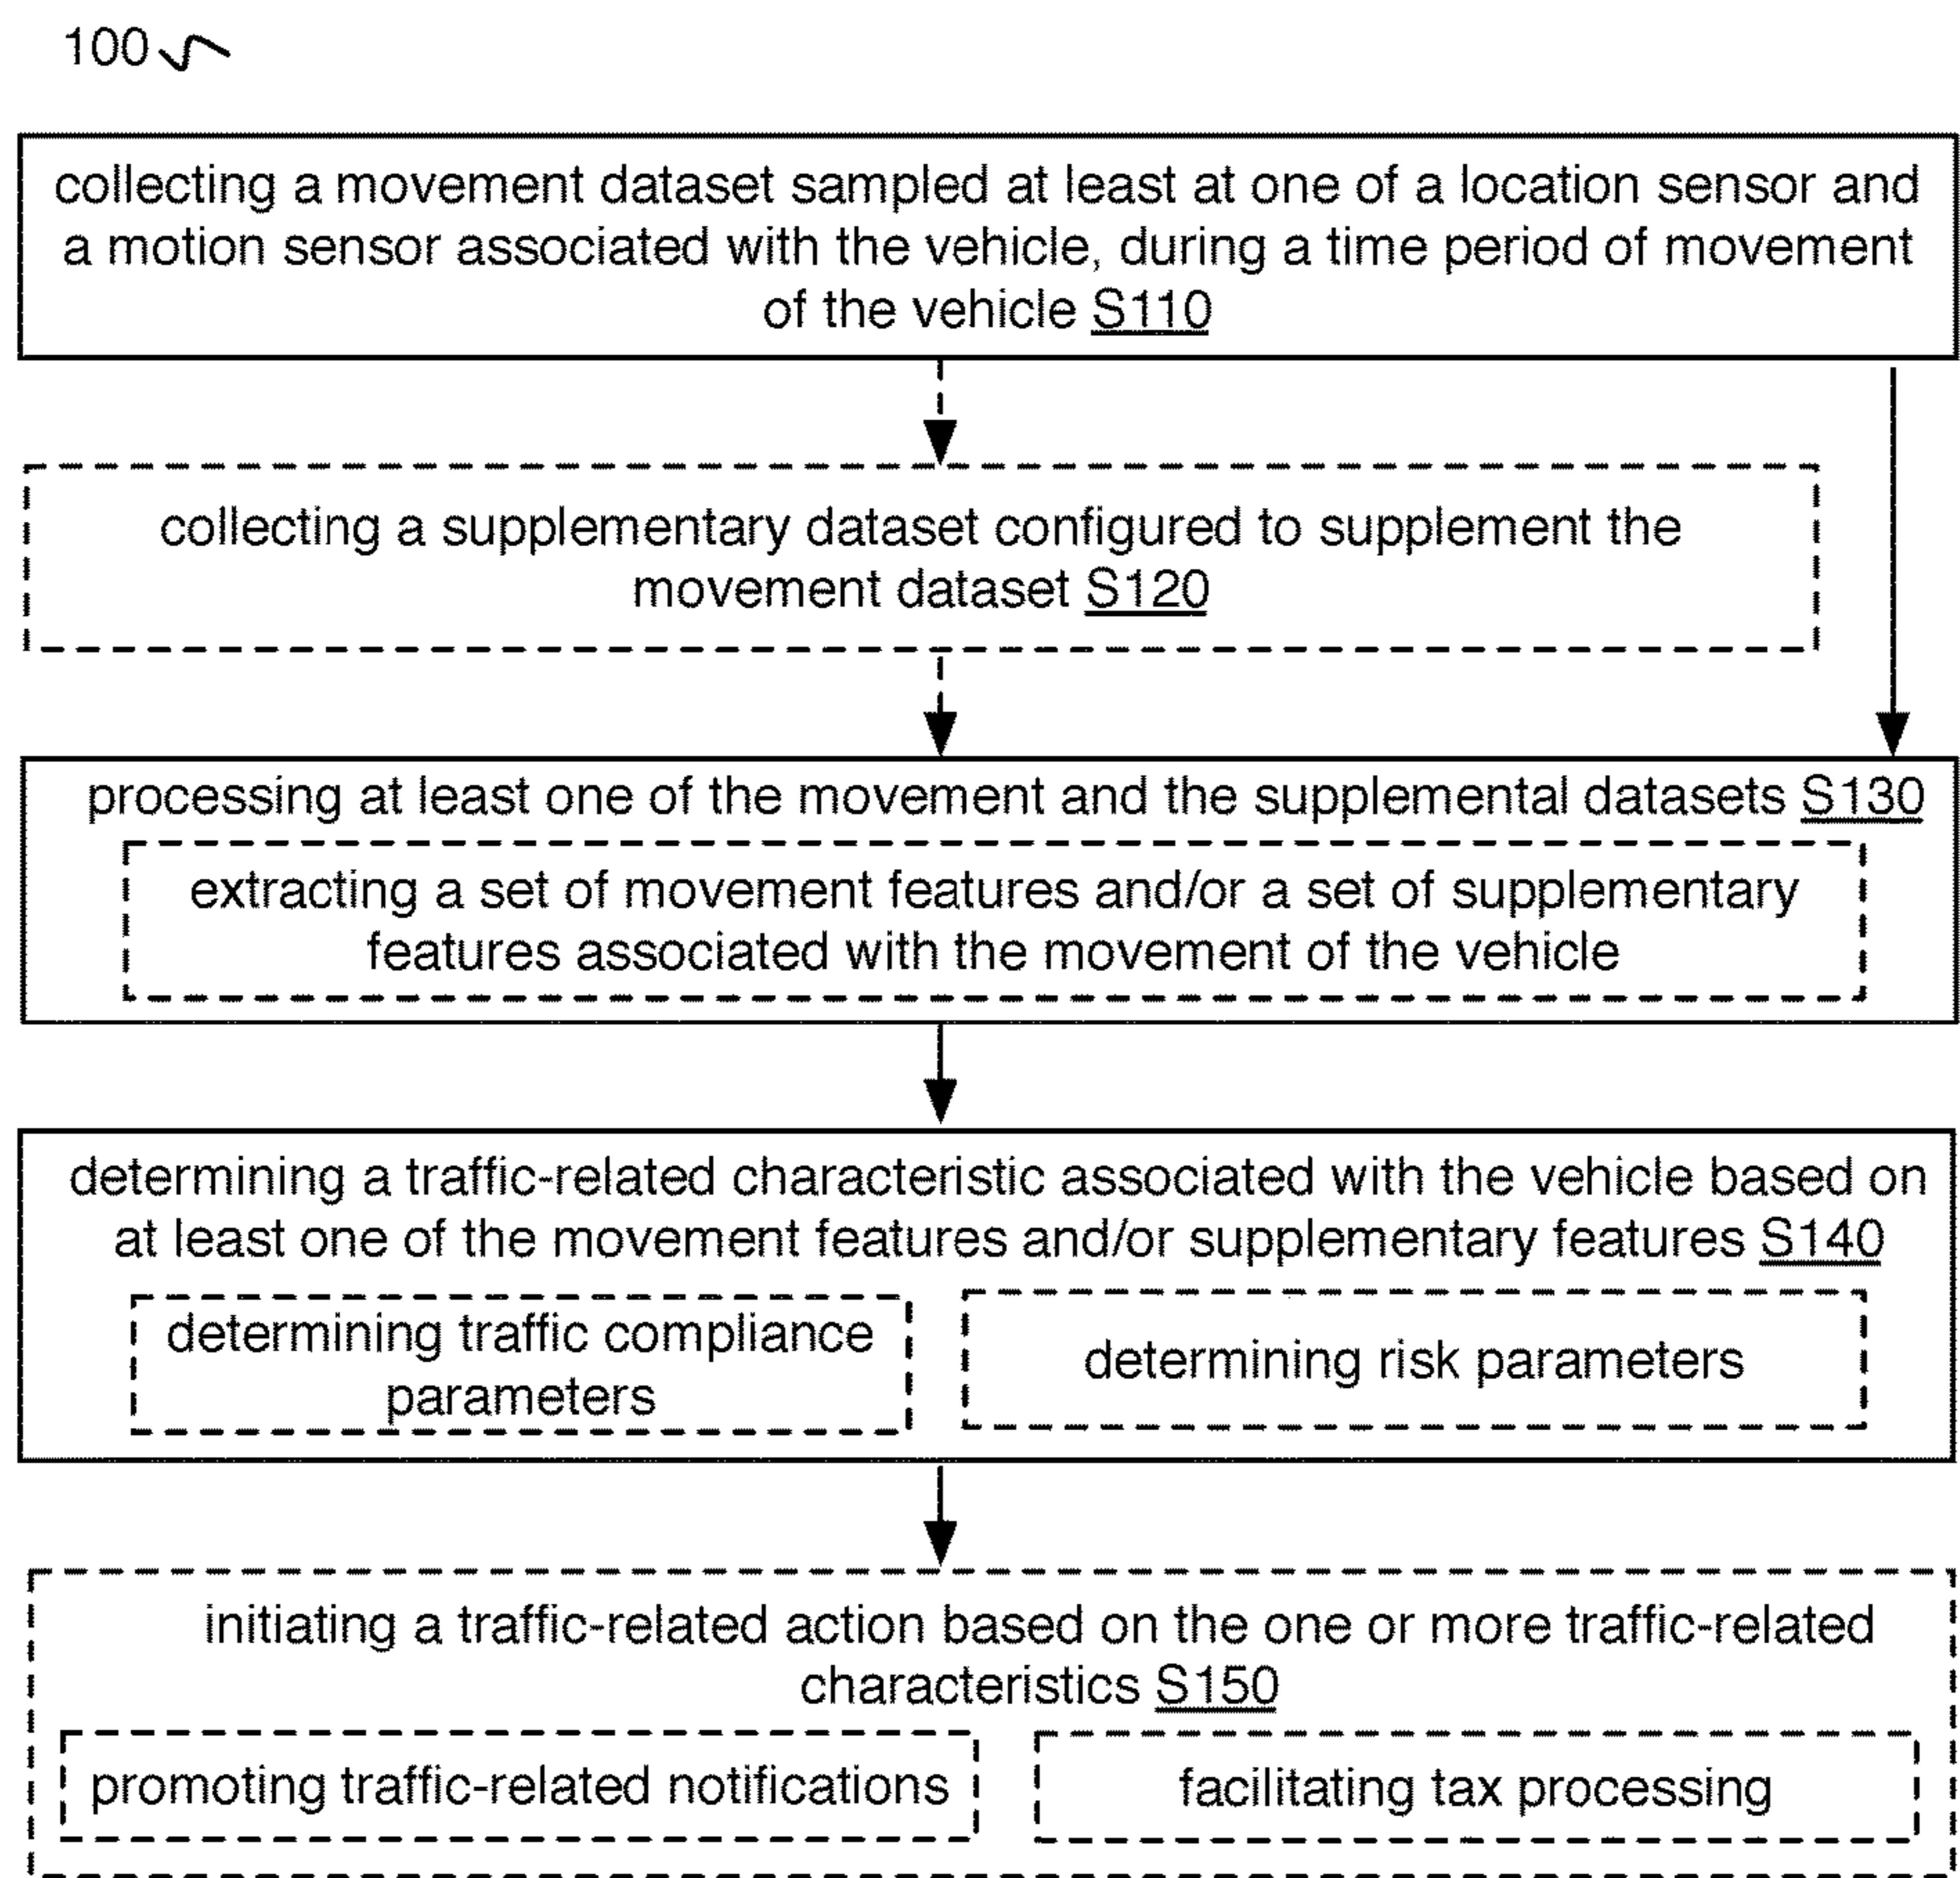 100
collecting a movement dataset sampled at least at one of a location sensor and
a motion sensor associated with the vehicle, during a time period of movement
of the vehicle S110
collecting a supplementary dataset configured to supplement the
movement dataset S120
processing at least one of the movement and the supplemental datasets S130
extracting a set of movement features and/or a set of supplementary
features associated with the movement of the vehicle
determining a traffic-related characteristic associated with the vehicle based on
at least one of the movement features and/or supplementary features S140
determining traffic compliance
parameters
determining risk parameters
initiating a traffic-related action based on the one or more traffic-related
characteristics S150
promoting traffic-related notifications
facilitating tax processing